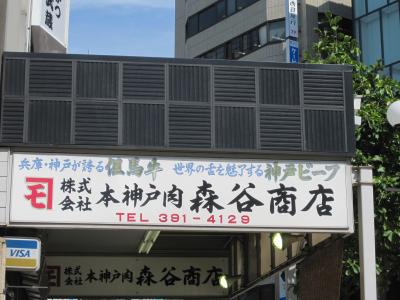 兵庫・神戸が誇る但馬牛 世界の舌を魅了する神戸ビーフ
株式会社 本神戸肉 森谷商店
TEL 391-4129
VISA
株式会社 本神戸肉 森谷商店